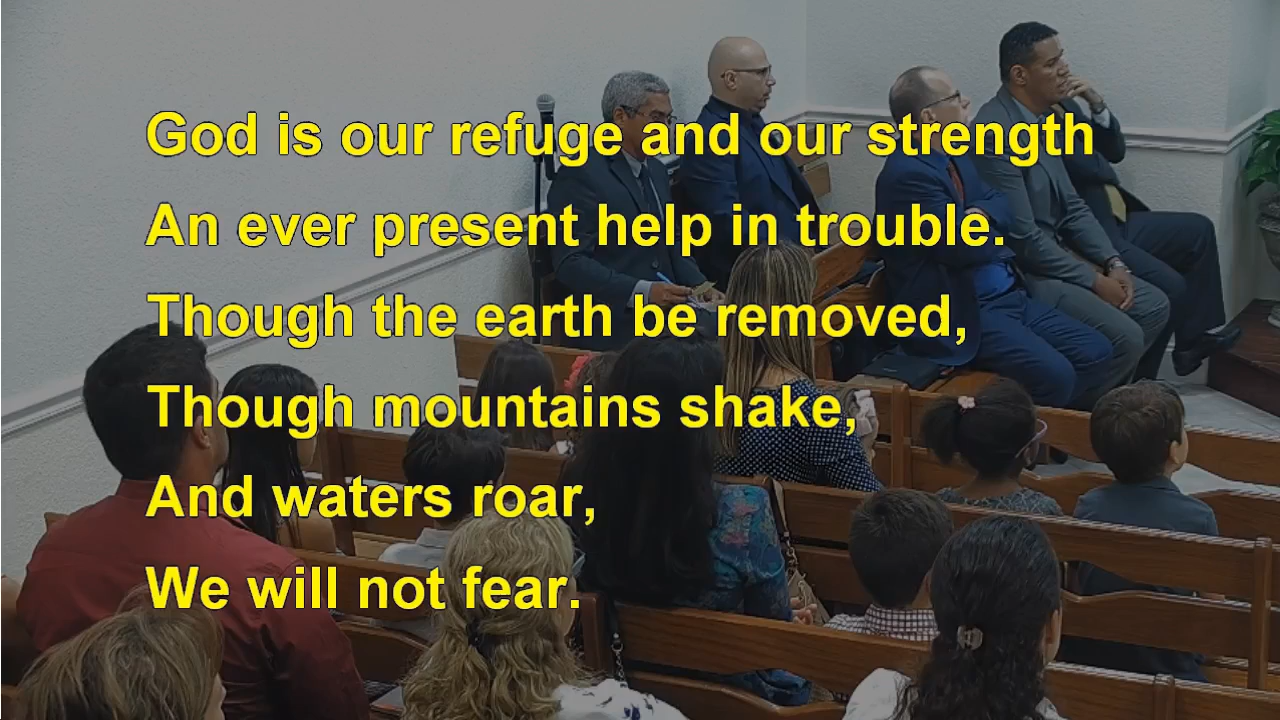 God is our refuge and our strength
An ever present help in trouble.
Though the earth be removed,
Though mountains shake,
And waters roar,
We will not fear.